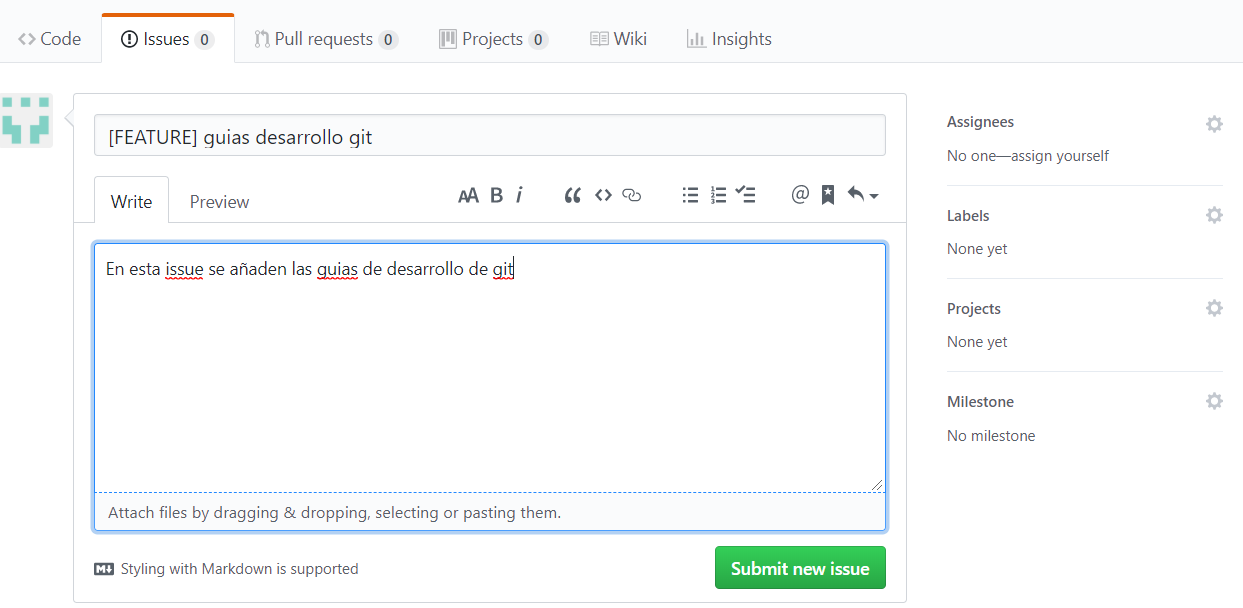 Code Issues 0 Pull requests 0 Projects 0 Wiki Insights
[FEATURE] guias desarrollo git
Write Preview AA B i
En esta issue se añaden las guias de desarrollo de git
Attach files by dragging & dropping, selecting or pasting them.
Styling with Markdown is supported
Submit new issue
Assignees
No one—assign yourself
Labels
None yet
Projects
None yet
Milestone
No milestone